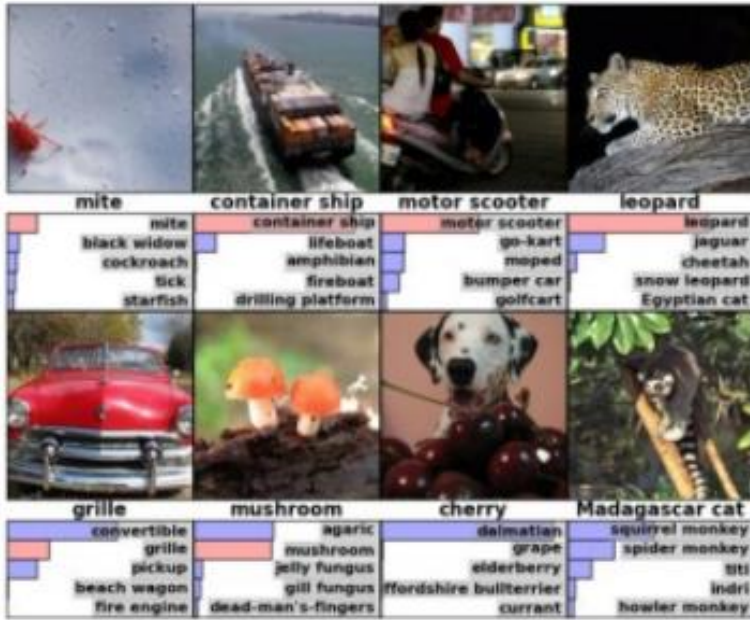 mite
container ship
motor scooter
leopard
mite
black widow
cockroach
tick
starfish
container ship
lifeboat
amphibian
fireboat
drilling platform
motor scooter
go-kart
moped
bumper car
golfcart
leopard
jaguar
cheetah
snow leopard
Egyptian cat
grille
mushroom
cherry
Madagascar cat
convertible
grille
pickup
beach wagon
fire engine
agaric
mushroom
jelly fungus
gill fungus
dead-man's-fingers
dalmatian
grape
elderberry
ffordshire bullterrier
currant
squirrel monkey
spider monkey
titi
indri
howler monkey